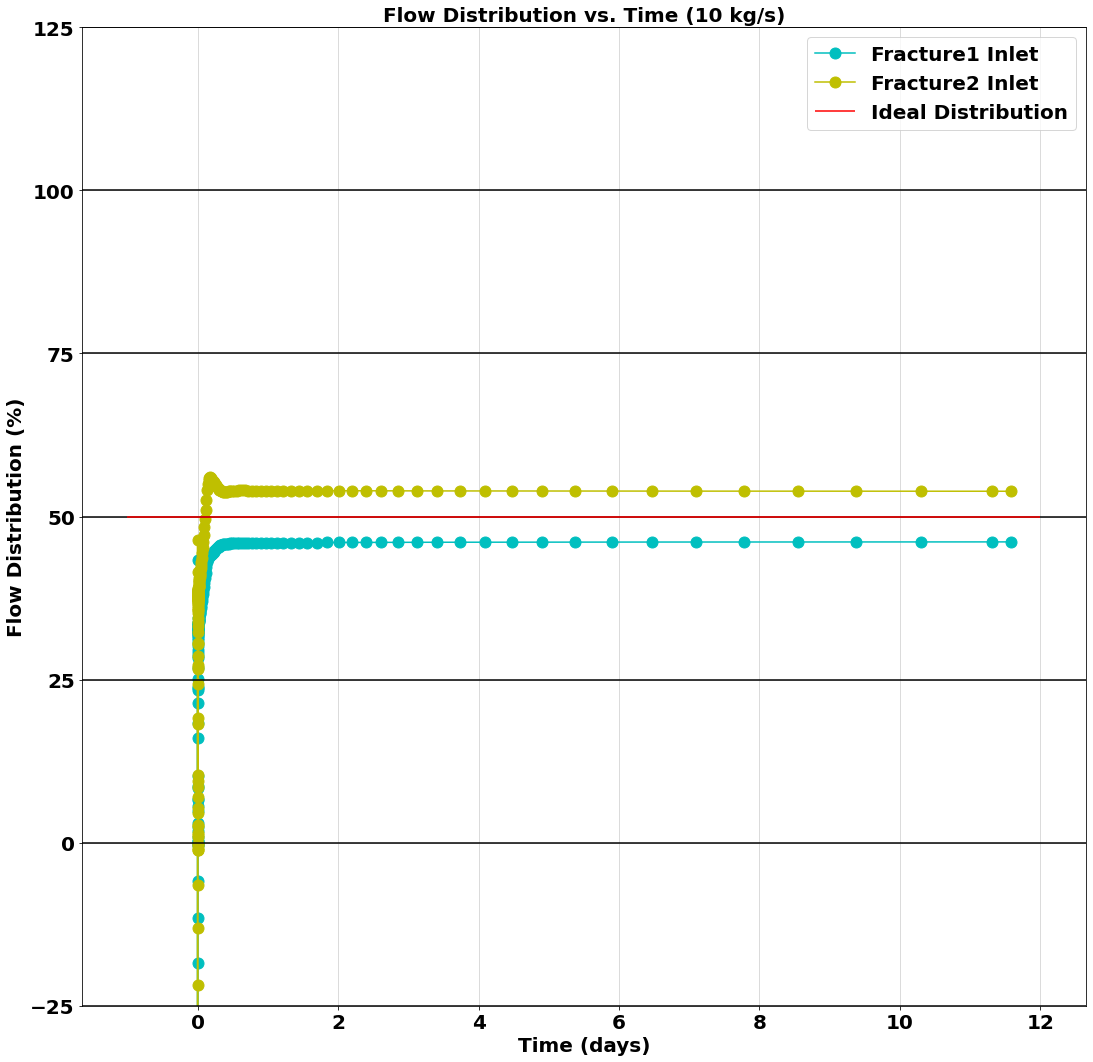 Flow Distribution vs. Time (10 kg/s)
Fracture1 Inlet
Fracture2 Inlet
Ideal Distribution
Flow Distribution (%)
125
100
75
50
25
0
−25
0 2 4 6 8 10 12
Time (days)